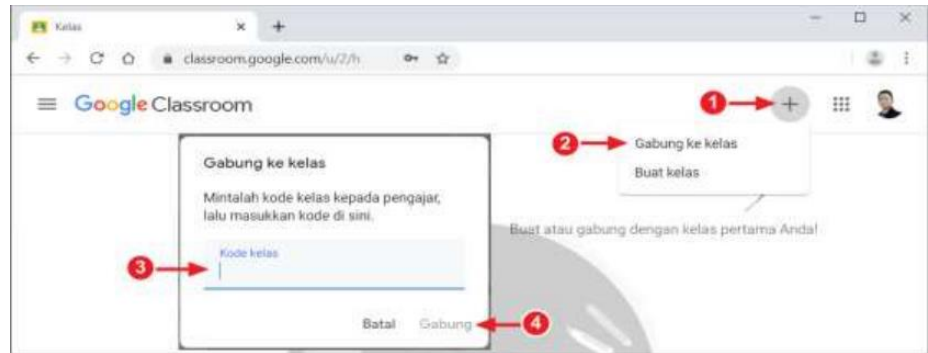 Kelas
classroom.google.com/u/2/h
Google Classroom
1
2
Gabung ke kelas
Buat kelas
Buat atau gabung dengan kelas pertama Anda!
Gabung ke kelas
Mintalah kode kelas kepada pengajar,
lalu masukkan kode di sini.
3
Kode kelas
Batal Gabung
4